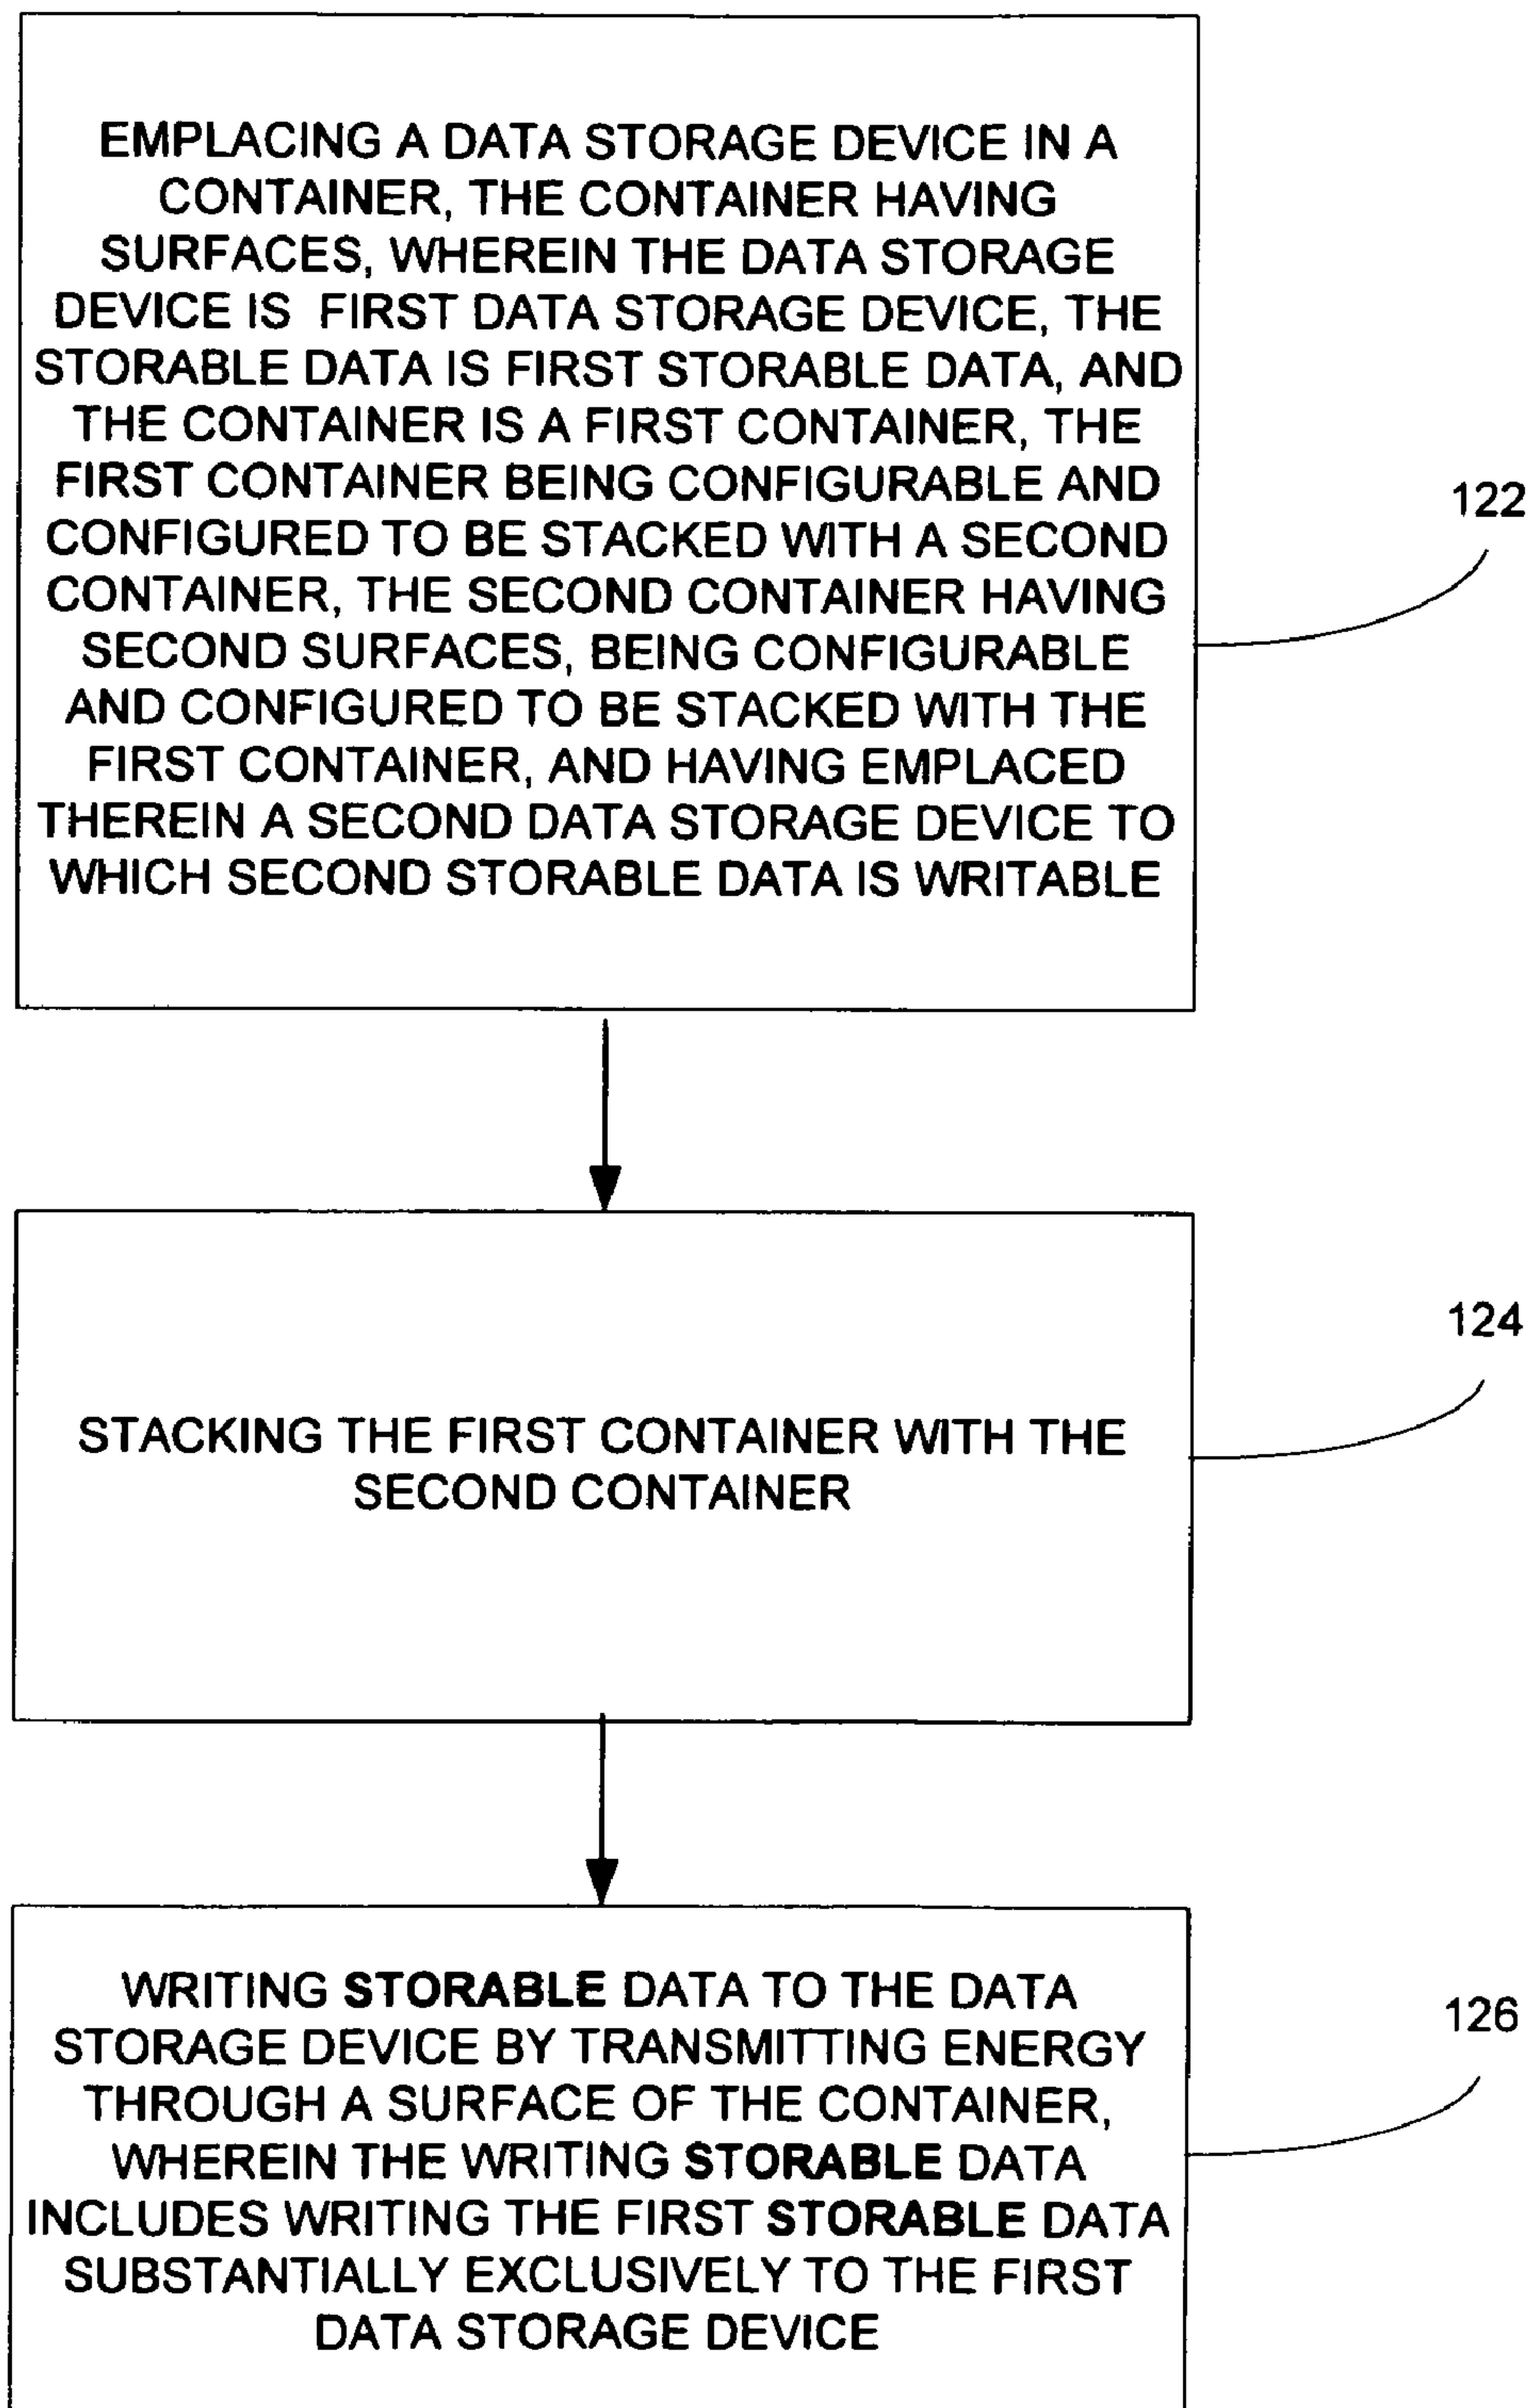 EMPLACING A DATA STORAGE DEVICE IN A
CONTAINER, THE CONTAINER HAVING
SURFACES, WHEREIN THE DATA STORAGE
DEVICE IS FIRST DATA STORAGE DEVICE, THE
STORABLE DATA IS FIRST STORABLE DATA, AND
THE CONTAINER IS A FIRST CONTAINER, THE
FIRST CONTAINER BEING CONFIGURABLE AND
CONFIGURED TO BE STACKED WITH A SECOND
CONTAINER, THE SECOND CONTAINER HAVING
SECOND SURFACES, BEING CONFIGURABLE
AND CONFIGURED TO BE STACKED WITH THE
FIRST CONTAINER, AND HAVING EMPLACED
THEREIN A SECOND DATA STORAGE DEVICE TO
WHICH SECOND STORABLE DATA IS WRITABLE
122
STACKING THE FIRST CONTAINER WITH THE
SECOND CONTAINER
124
WRITING STORABLE DATA TO THE DATA
STORAGE DEVICE BY TRANSMITTING ENERGY
THROUGH A SURFACE OF THE CONTAINER,
WHEREIN THE WRITING STORABLE DATA
INCLUDES WRITING THE FIRST STORABLE DATA
SUBSTANTIALLY EXCLUSIVELY TO THE FIRST
DATA STORAGE DEVICE
126